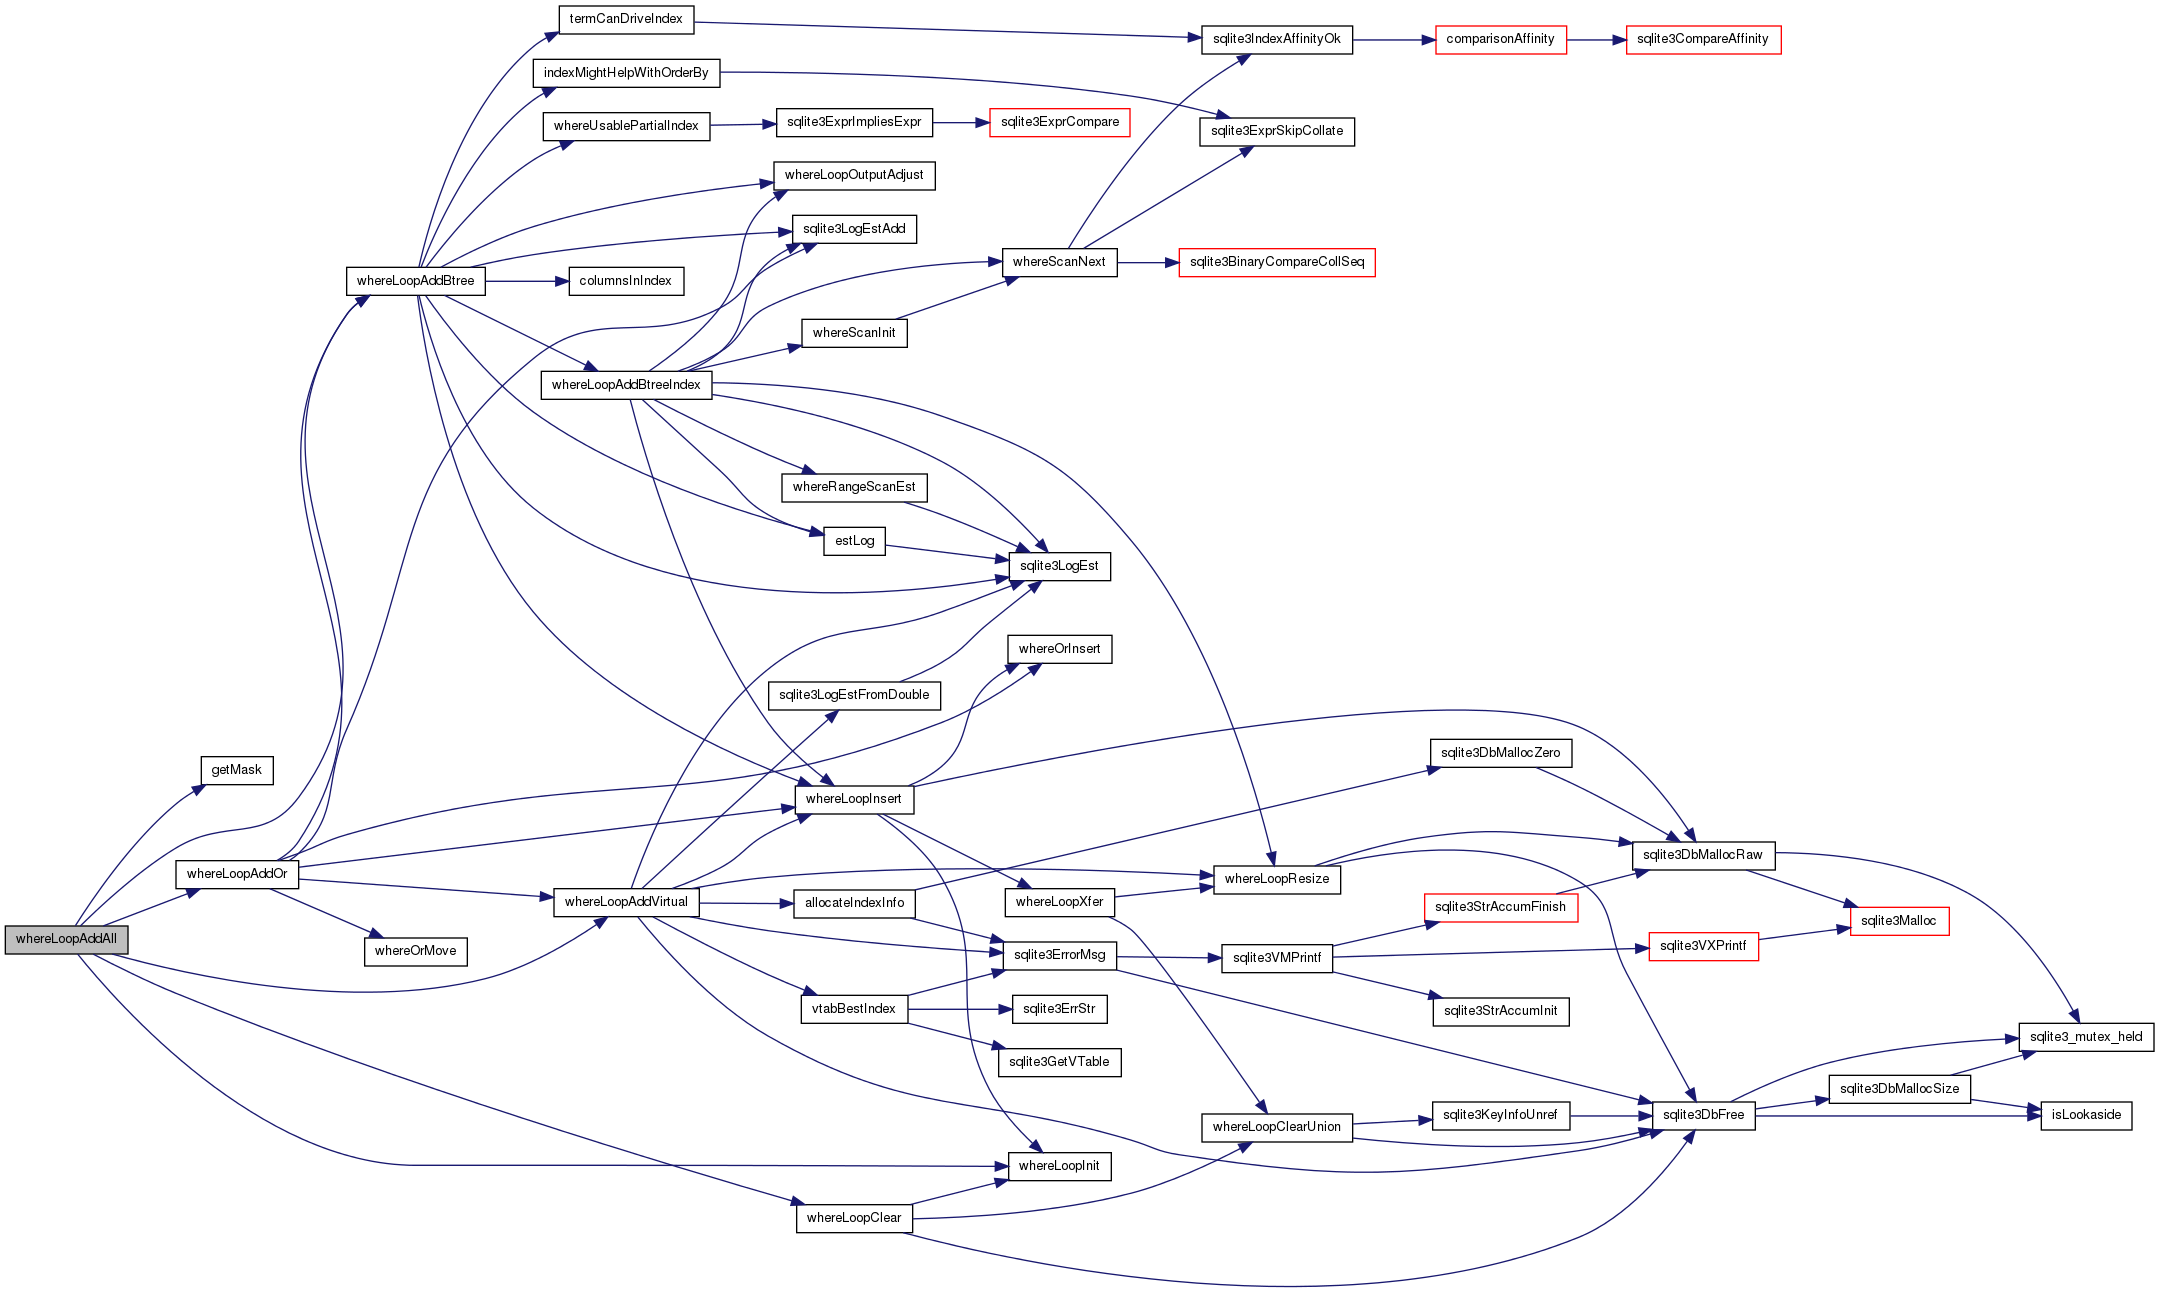 termCanDriveIndex
sqlite3IndexAffinityOk
comparisonAffinity
sqlite3CompareAffinity
indexMightHelpWithOrderBy
whereUsablePartialIndex
sqlite3ExprImpliesExpr
sqlite3ExprCompare
sqlite3ExprSkipCollate
whereLoopOutputAdjust
sqlite3LogEstAdd
whereScanNext
sqlite3BinaryCompareCollSeq
whereLoopAddBtree
columnsInIndex
whereScanInit
whereLoopAddBtreeIndex
whereRangeScanEst
estLog
sqlite3LogEst
whereOrInsert
sqlite3LogEstFromDouble
getMask
sqlite3DbMallocZero
whereLoopInsert
sqlite3DbMallocRaw
whereLoopAddOr
whereLoopResize
whereLoopAddVirtual
allocateIndexInfo
whereLoopXfer
sqlite3StrAccumFinish
sqlite3Malloc
whereLoopAddAll
whereOrMove
sqlite3ErrorMsg
sqlite3VMPrintf
sqlite3VXPrintf
vtabBestIndex
sqlite3ErrStr
sqlite3StrAccumInit
sqlite3_mutex_held
sqlite3GetVTable
sqlite3DbMallocSize
whereLoopClearUnion
sqlite3KeyInfoUnref
sqlite3DbFree
isLookaside
whereLoopInit
whereLoopClear